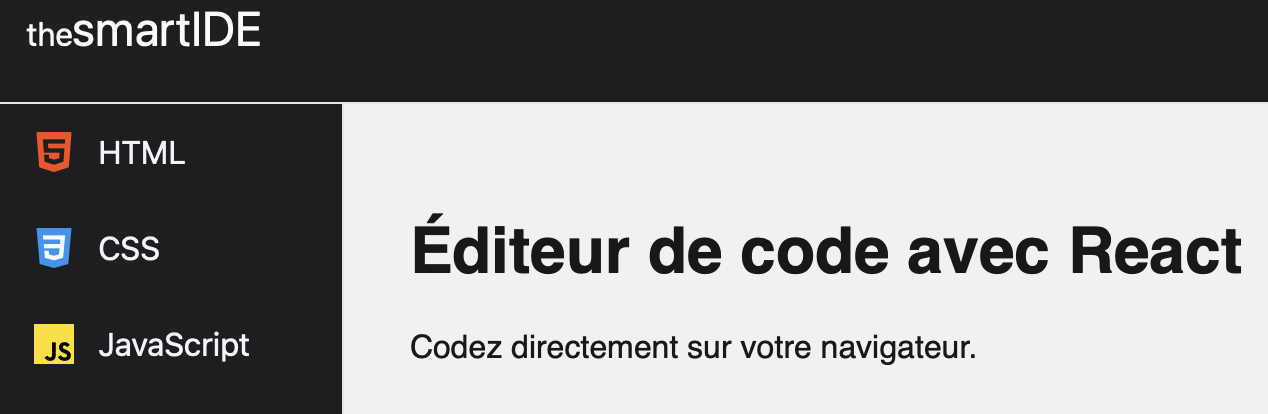 thesmartIDE
HTML
CSS
JS JavaScript
Éditeur de code avec React
Codez directement sur votre navigateur.